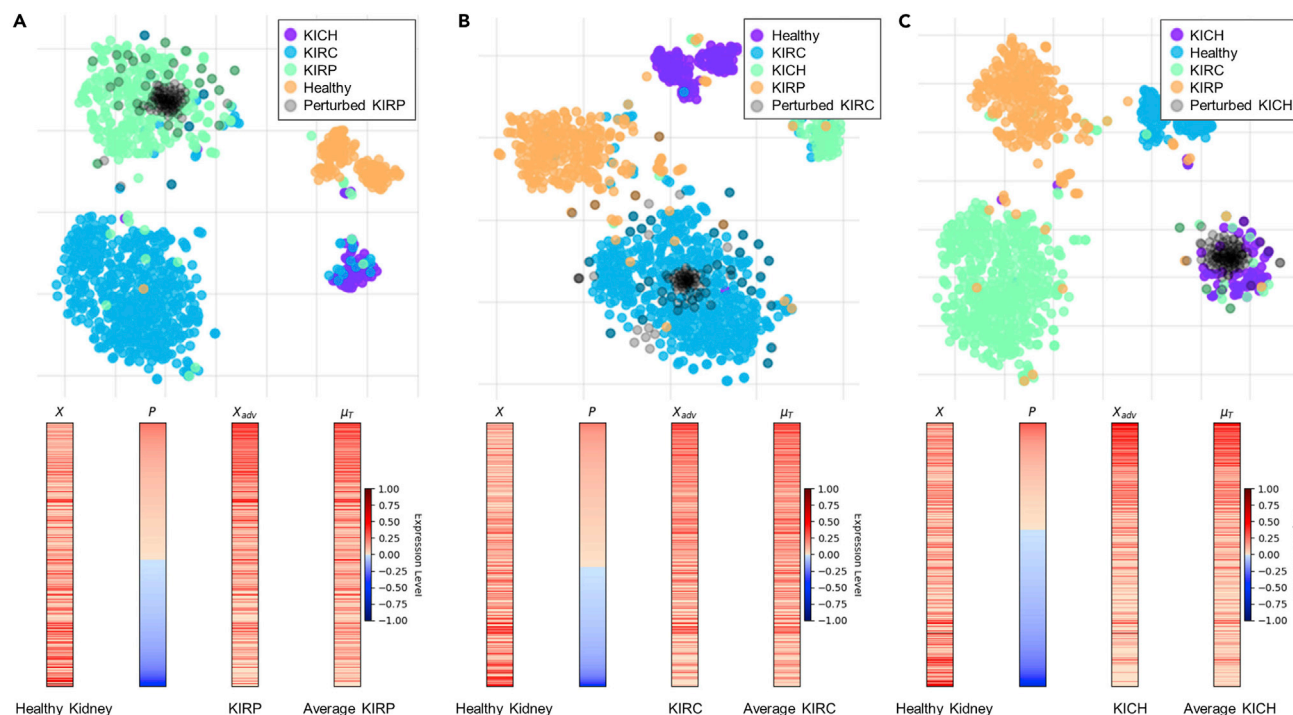 A
KICH
KIRC
KIRP
Healthy
Perturbed KIRP
B
Healthy
KIRC
KICH
KIRP
Perturbed KIRC
C
KICH
Healthy
KIRC
KIRP
Perturbed KICH
X P X_adv μ_T
1.00
0.75
0.50
0.25
0.00
−0.25
−0.50
−0.75
−1.00
Expression Level
Healthy Kidney KIRP Average KIRP
X P X_adv μ_T
1.00
0.75
0.50
0.25
0.00
−0.25
−0.50
−0.75
−1.00
Expression Level
Healthy Kidney KIRC Average KIRC
X P X_adv μ_T
1.00
0.75
0.50
0.25
0.00
−0.25
−0.50
−0.75
−1.00
Healthy Kidney KICH Average KICH